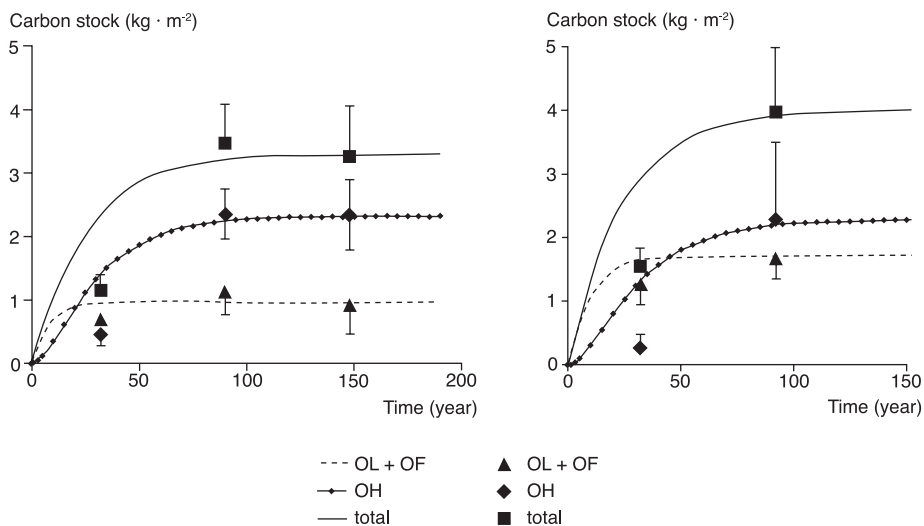 Carbon stock (kg · m-2)
5
4
3
2
1
0
0 50 100 150 200
Time (year)
Carbon stock (kg · m-2)
5
4
3
2
1
0
0 50 100 150
Time (year)
OL + OF
OH
total
OL + OF
OH
total